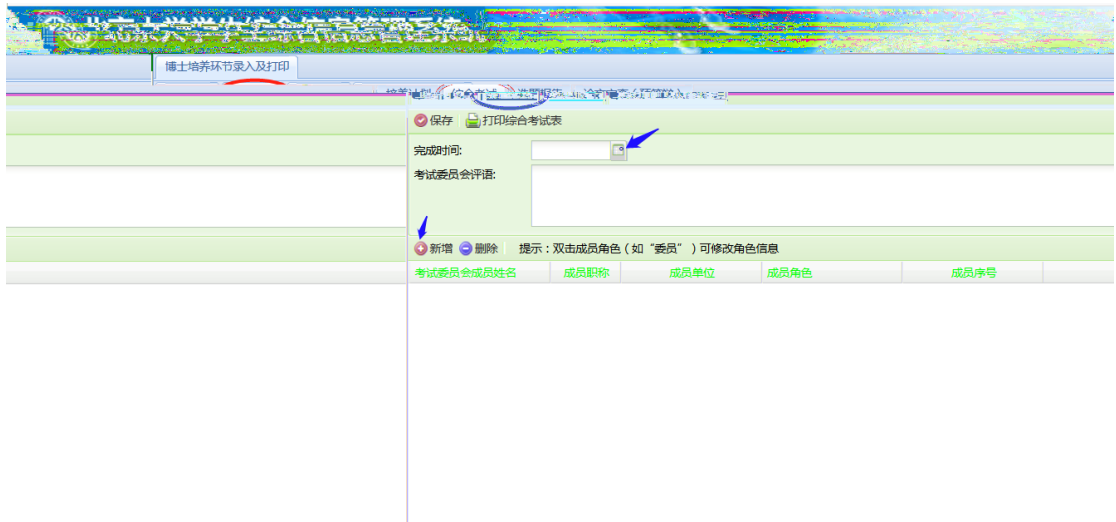 博士培养环节录入及打印
综合考试
保存 打印综合考试表
完成时间:
考试委员会评语:
新增 删除 提示：双击成员角色（如“委员”）可修改角色信息
考试委员会成员姓名 成员职称 成员单位 成员角色 成员序号